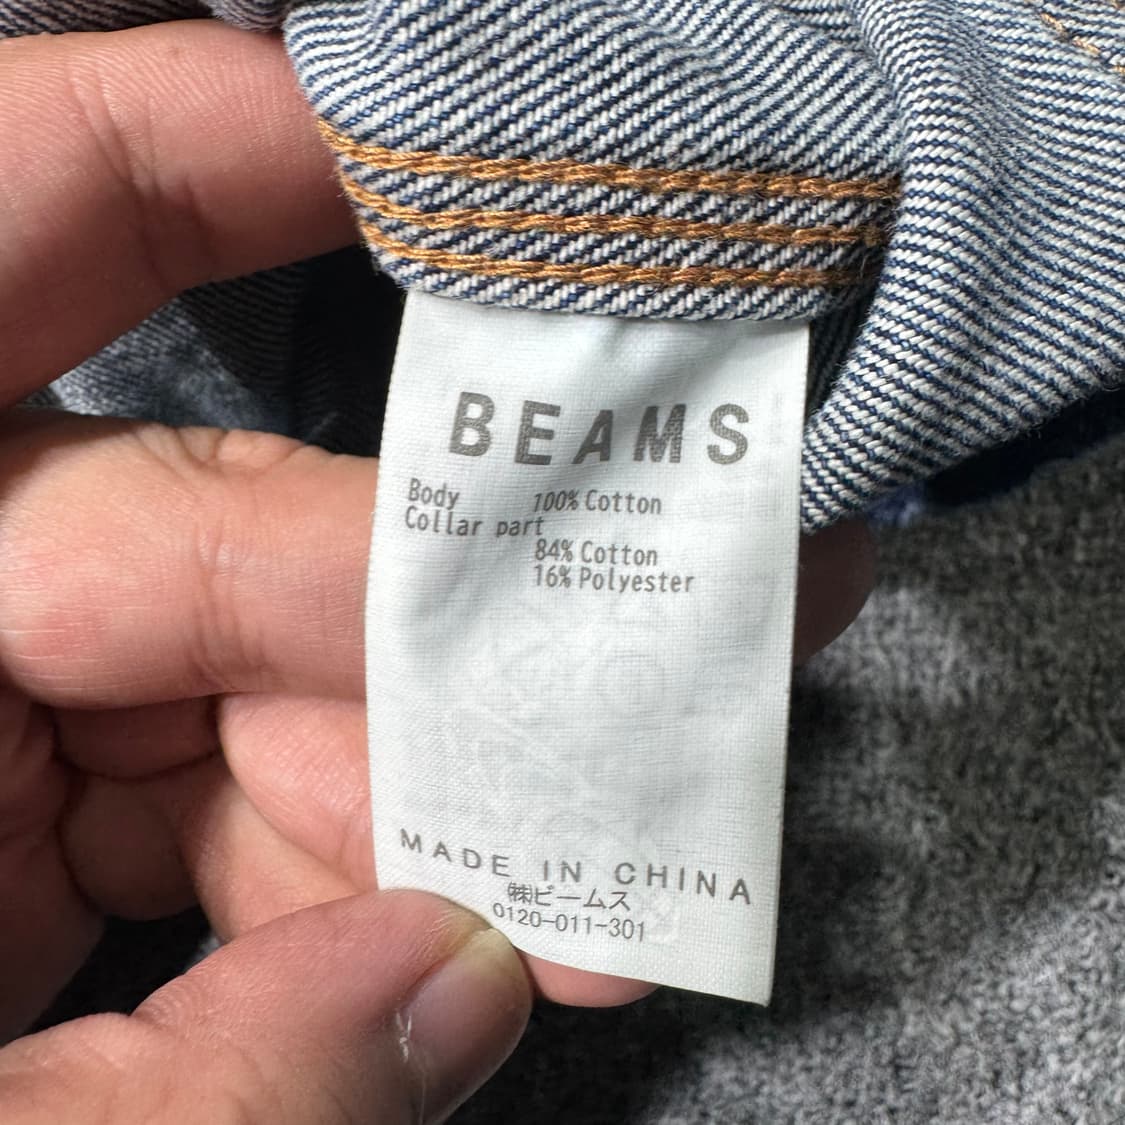 BEAMS
Body 100% Cotton
Collar part
84% Cotton
16% Polyester
MADE IN CHINA
㈱ビームス
0120-011-301